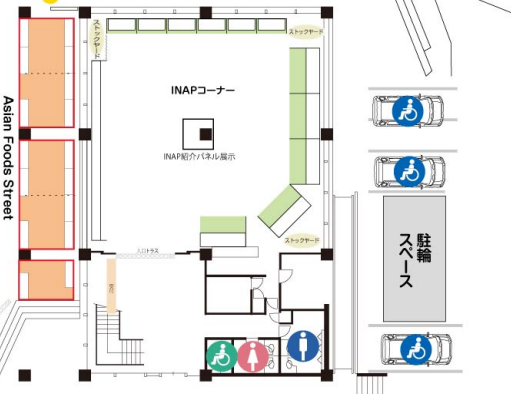 ストックヤード
ストックヤード
INAPコーナー
INAP紹介パネル展示
Asian Foods Street
ストックヤード
入口トラス
駐輪
スペース